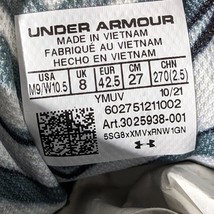 UNDER ARMOUR
MADE IN VIETNAM
FABRIQUÉ AU VIETNAM
HECHO EN VIETNAM
USA UK EUR CM CHN
M9/W10.5 8 42.5 27 270(2.5)
YMUV 10/21
602751211002
Art.3025938-001
5SG8xXMVxRNW1GN